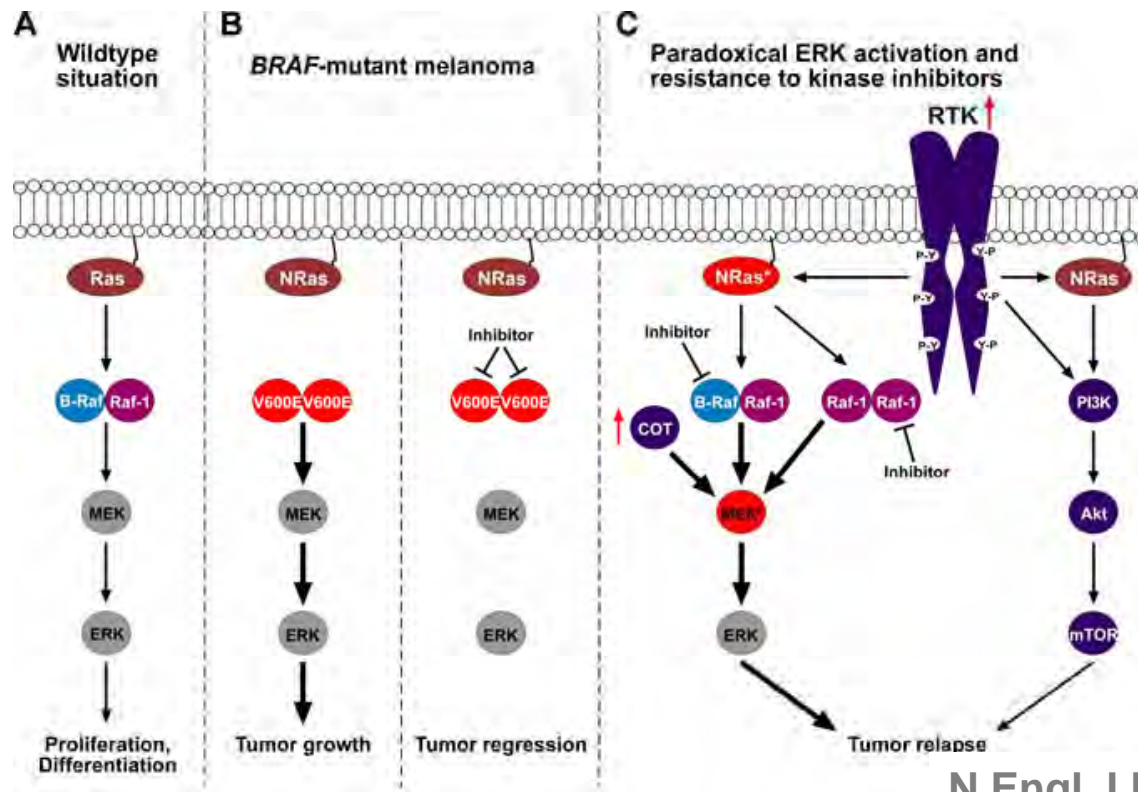 A
Wildtype
situation
Ras
B-Raf Raf-1
MEK
ERK
Proliferation,
Differentiation
B
BRAF-mutant melanoma
NRas
V600E V600E
MEK
ERK
Tumor growth
NRas
Inhibitor
V600E V600E
MEK
ERK
Tumor regression
C
Paradoxical ERK activation and
resistance to kinase inhibitors
RTK
P-Y Y-P
P-Y Y-P
P-Y Y-P
NRas*
NRas
Inhibitor
B-Raf Raf-1
Raf-1 Raf-1
PI3K
COT
Inhibitor
MEK*
Akt
ERK
mTOR
Tumor relapse